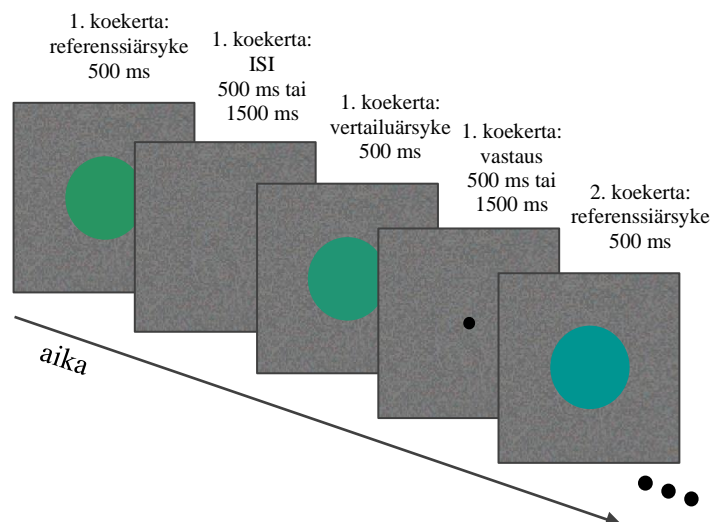 1. koekerta:
referenssiärsyke
500 ms
1. koekerta:
ISI
500 ms tai
1500 ms
1. koekerta:
vertailuärsyke
500 ms
1. koekerta:
vastaus
500 ms tai
1500 ms
2. koekerta:
referenssiärsyke
500 ms
aika